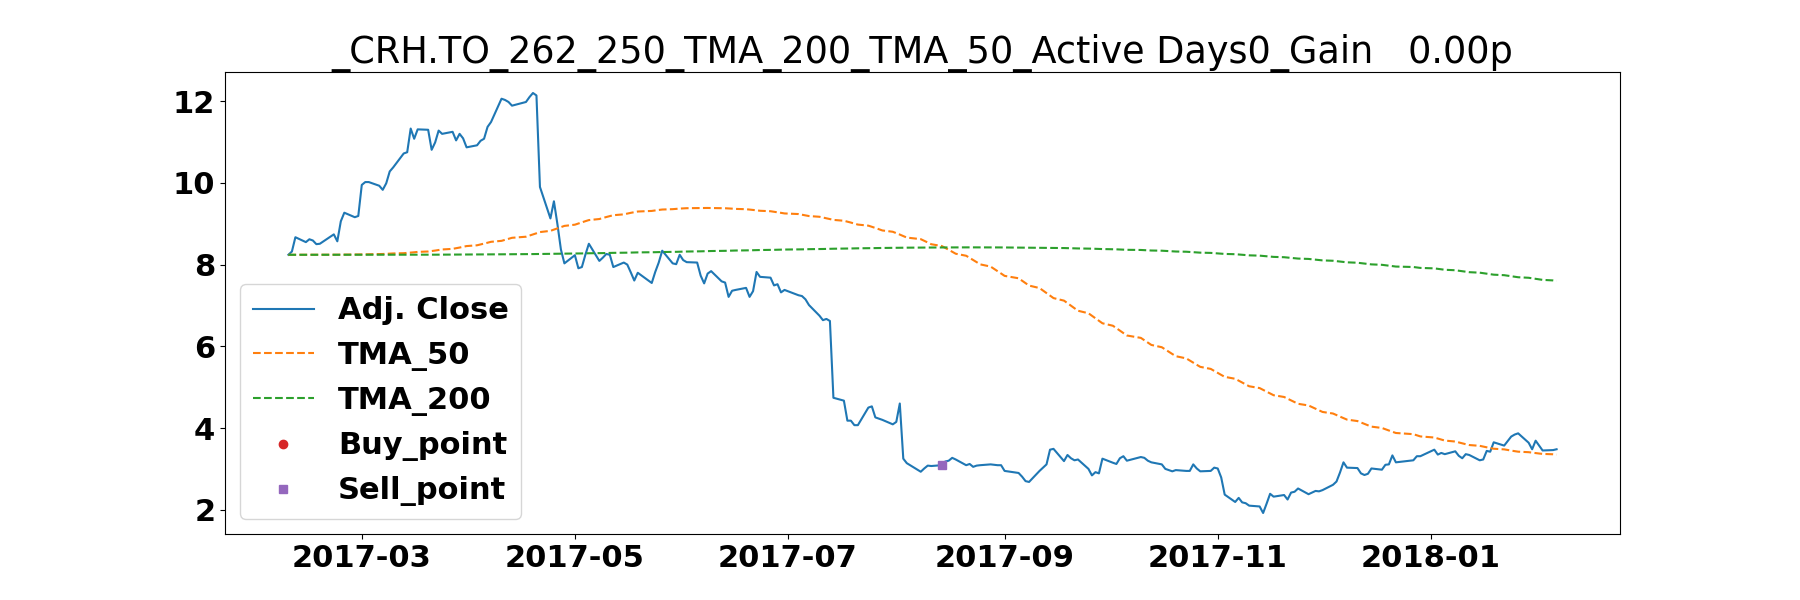 _CRH.TO_262_250_TMA_200_TMA_50_Active Days0_Gain   0.00p
12
10
8
6
4
2
Adj. Close
TMA_50
TMA_200
Buy_point
Sell_point
2017-03 2017-05 2017-07 2017-09 2017-11 2018-01